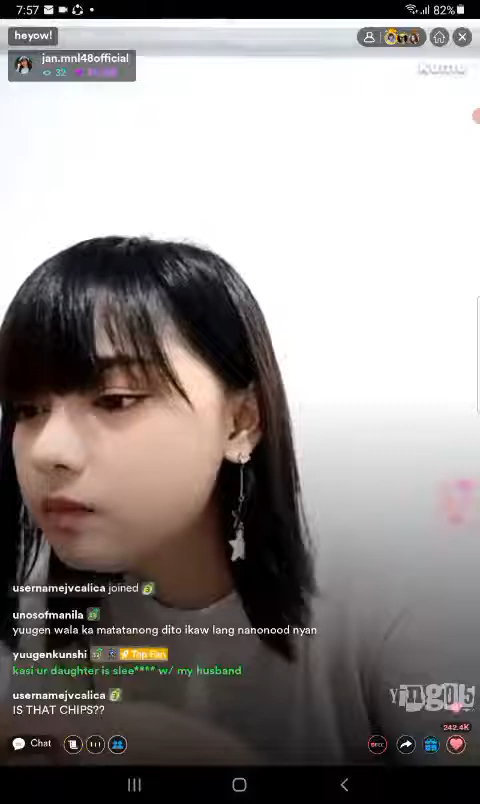 7:57
82%
heyow!
jan.mnl48official
32
kumu
usernamejvcalica joined
unosofmanila
yuugen wala ka matatanong dito ikaw lang nanonood nyan
yuugenkunshi Top Fan
kasi ur daughter is slee**** w/ my husband
usernamejvcalica
IS THAT CHIPS??
yingo15
242.4K
Chat